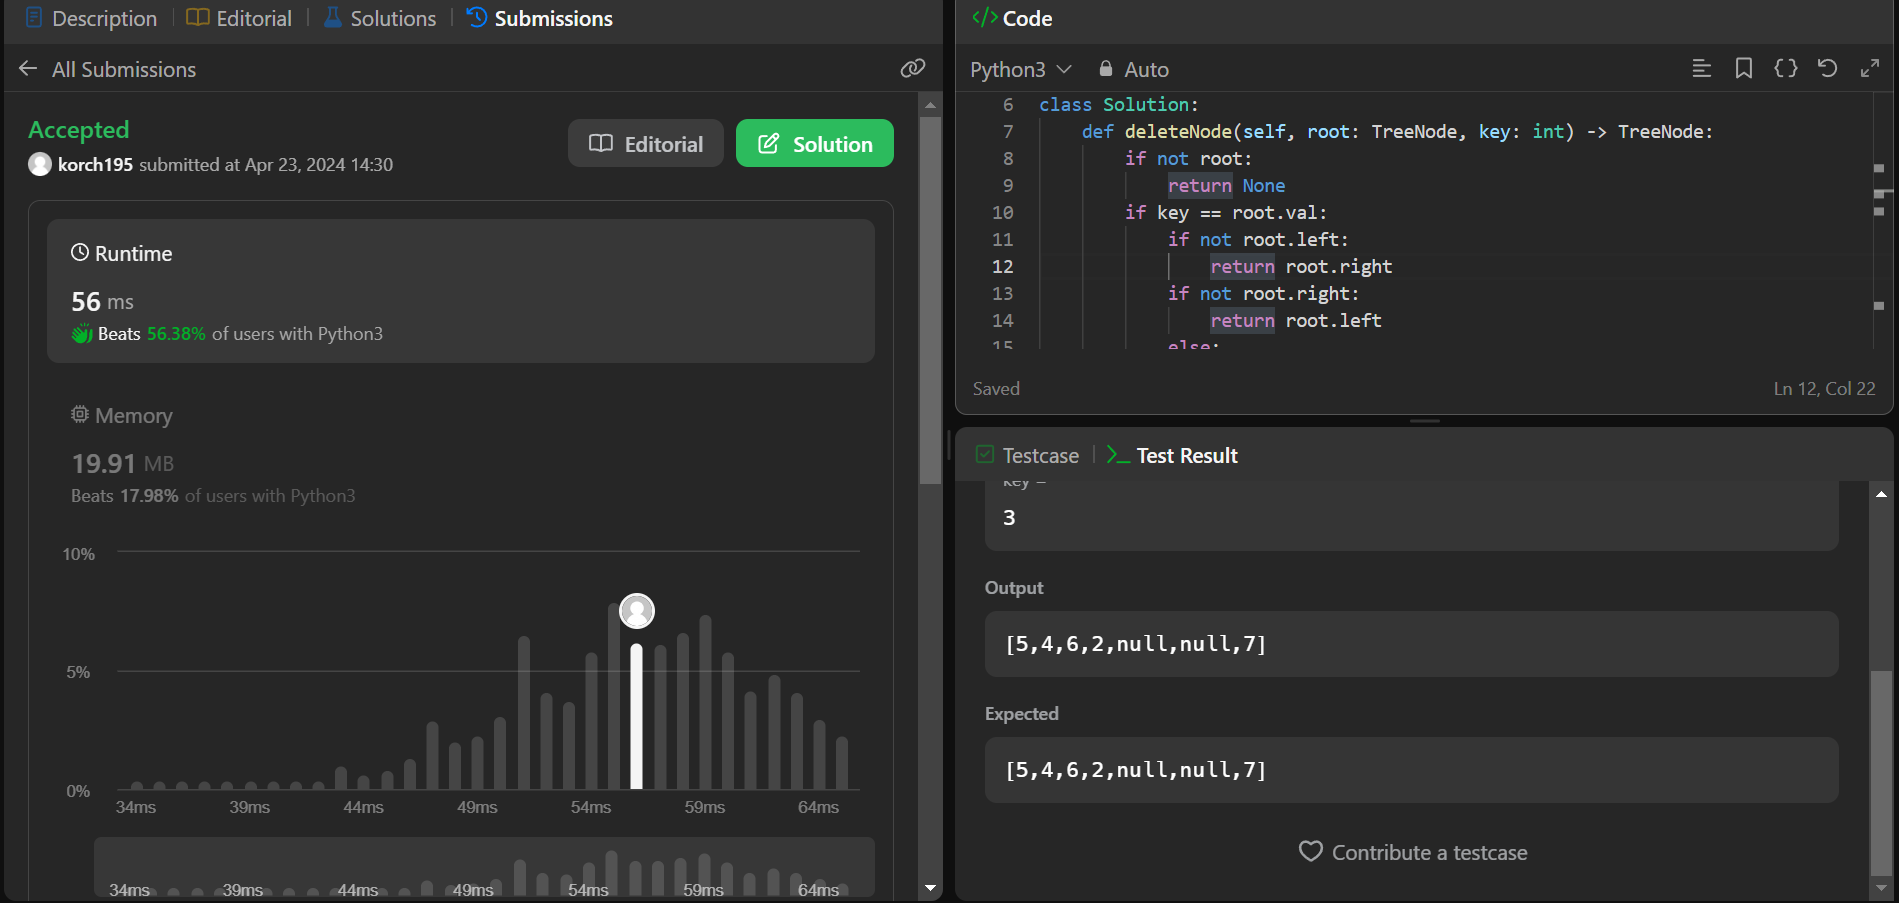 Description
Editorial
Solutions
Submissions
All Submissions
Accepted
korch195 submitted at Apr 23, 2024 14:30
Editorial
Solution
Runtime
56 ms
Beats 56.38% of users with Python3
Memory
19.91 MB
Beats 17.98% of users with Python3
10%
5%
0%
34ms 39ms 44ms 49ms 54ms 59ms 64ms
34ms 39ms 44ms 49ms 54ms 59ms 64ms
</> Code
Python3
Auto
6 class Solution:
7 def deleteNode(self, root: TreeNode, key: int) -> TreeNode:
8 if not root:
9 return None
10 if key == root.val:
11 if not root.left:
12 return root.right
13 if not root.right:
14 return root.left
15 else:
Saved
Ln 12, Col 22
Testcase
Test Result
key =
3
Output
[5,4,6,2,null,null,7]
Expected
[5,4,6,2,null,null,7]
Contribute a testcase